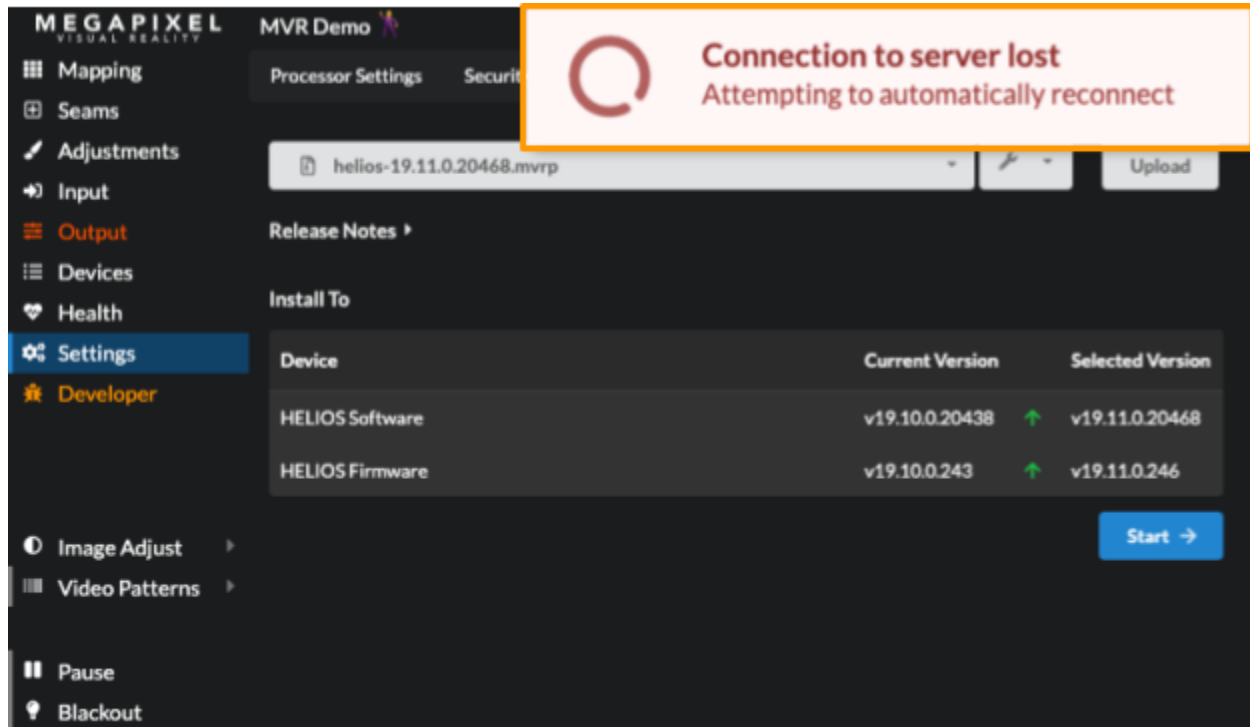 MEGAPIXEL
VISUAL REALITY
MVR Demo
Connection to server lost
Attempting to automatically reconnect
Mapping
Seams
Adjustments
Input
Output
Devices
Health
Settings
Developer
Image Adjust
Video Patterns
Pause
Blackout
Processor Settings
helios-19.11.0.20468.mvrp
Upload
Release Notes
Install To
Device Current Version Selected Version
HELIOS Software v19.10.0.20438 v19.11.0.20468
HELIOS Firmware v19.10.0.243 v19.11.0.246
Start